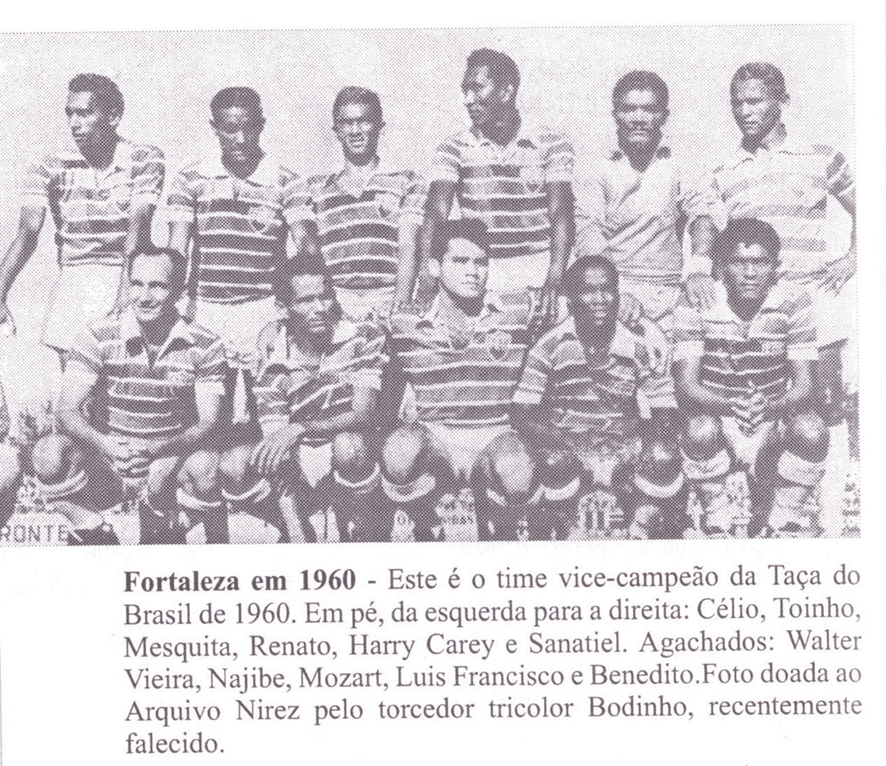 RONTE
Fortaleza em 1960 - Este é o time vice-campeão da Taça do
Brasil de 1960. Em pé, da esquerda para a direita: Célio, Toinho,
Mesquita, Renato, Harry Carey e Sanatiel. Agachados: Walter
Vieira, Najibe, Mozart, Luis Francisco e Benedito.Foto doada ao
Arquivo Nirez pelo torcedor tricolor Bodinho, recentemente
falecido.